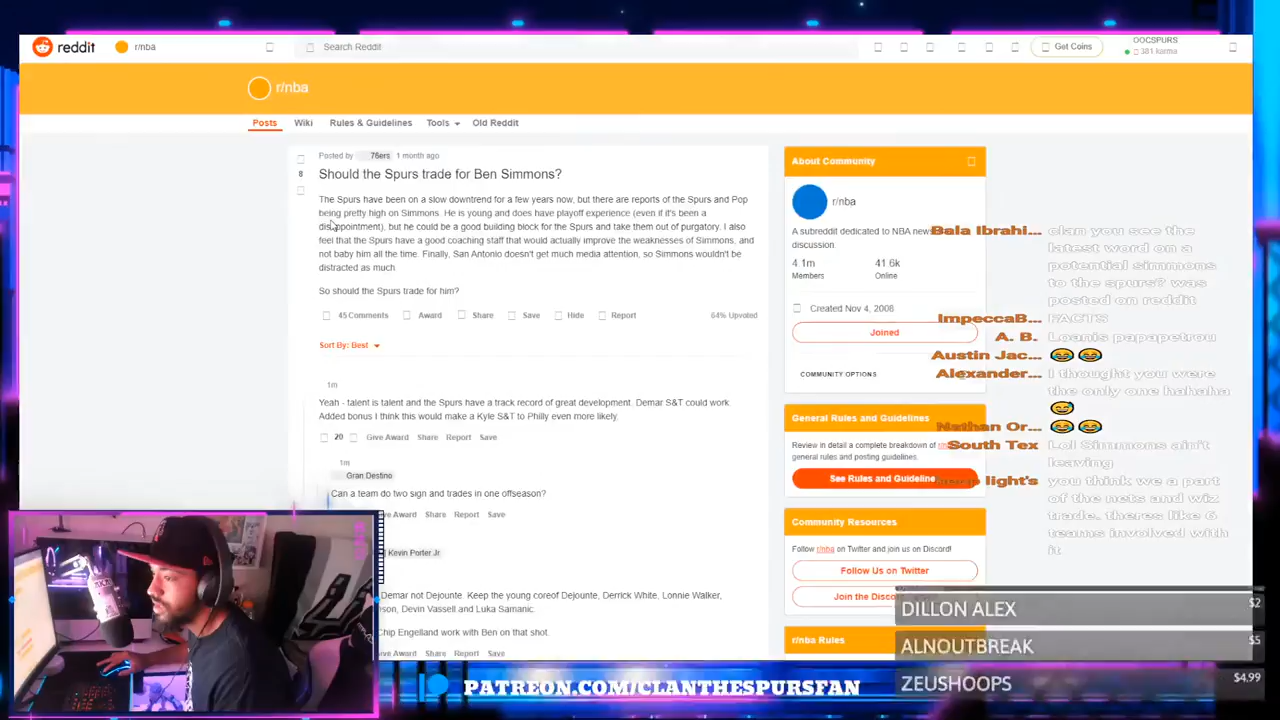 reddit
r/nba
Search Reddit
Get Coins
OOCSPURS
381 karma
r/nba
Posts
Wiki
Rules & Guidelines
Tools
Old Reddit
Posted by 76ers 1 month ago
8
Should the Spurs trade for Ben Simmons?
The Spurs have been on a slow downtrend for a few years now, but there are reports of the Spurs and Pop
being pretty high on Simmons. He is young and does have playoff experience (even if it's been a
disappointment), but he could be a good building block for the Spurs and take them out of purgatory. I also
feel that the Spurs have a good coaching staff that would actually improve the weaknesses of Simmons, and
not baby him all the time. Finally, San Antonio doesn't get much media attention, so Simmons wouldn't be
distracted as much.
So should the Spurs trade for him?
45 Comments
Award
Share
Save
Hide
Report
64% Upvoted
Sort By: Best
1m
Yeah - talent is talent and the Spurs have a track record of great development. Demar S&T could work.
Added bonus I think this would make a Kyle S&T to Philly even more likely.
20
Give Award
Share
Report
Save
1m
Gran Destino
Can a team do two sign and trades in one offseason?
Award
Share
Report
Save
Kevin Porter Jr.
Demar not Dejounte. Keep the young coreof Dejounte, Derrick White, Lonnie Walker,
Devin Vassell and Luka Samanic.
Chip Engelland work with Ben on that shot.
Award
Share
Report
Save
About Community
r/nba
A subreddit dedicated to NBA
discussion.
4.1m
Members
41.6k
Online
Created Nov 4, 2008
Joined
COMMUNITY OPTIONS
General Rules and Guidelines
Review in detail a complete breakdown of
general rules and posting guidelines.
See Rules and Guideline
Community Resources
Follow r/nba on Twitter and join us on Discord!
Follow Us on Twitter
Join the Disco
r/nba Rules
Bala Ibrahi...
clan you see the
latest word on a
potential simmons
to the spurs? was
posted on reddit
ImpeccaB...
FACTS
A. B.
Loanis papapetrou
Austin Jac...
😂😂
Alexander...
I thought you were
the only one hahaha
😂
Nathan Or...
😂😂
South Tex
Lol Simmons ain't
leaving
light's
you think we a part
of the nets and wiz
trade. theres like 6
teams involved with
it
DILLON ALEX
$2
ALNOUTBREAK
$5
ZEUSHOOPS
$4.99
PATREON.COM/CLANTHESPURSFAN